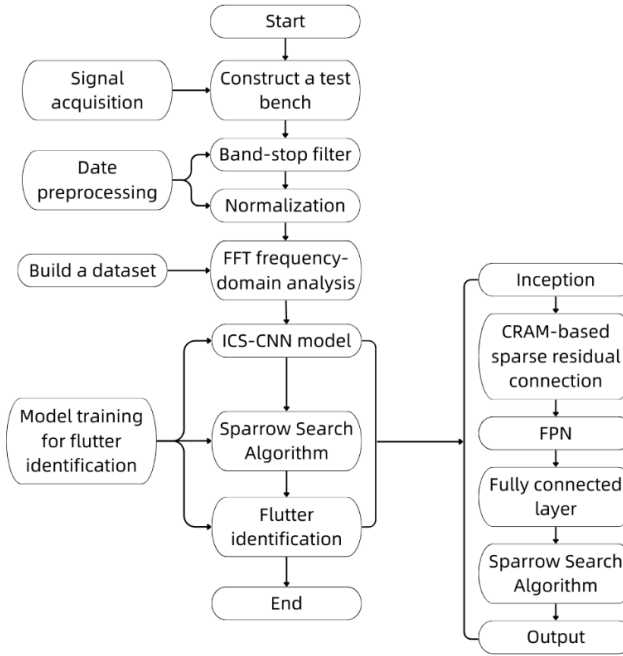 Start
Signal
acquisition
Construct a test
bench
Date
preprocessing
Band-stop filter
Normalization
Build a dataset
FFT frequency-
domain analysis
Model training
for flutter
identification
ICS-CNN model
Sparrow Search
Algorithm
Flutter
identification
End
Inception
CRAM-based
sparse residual
connection
FPN
Fully connected
layer
Sparrow Search
Algorithm
Output